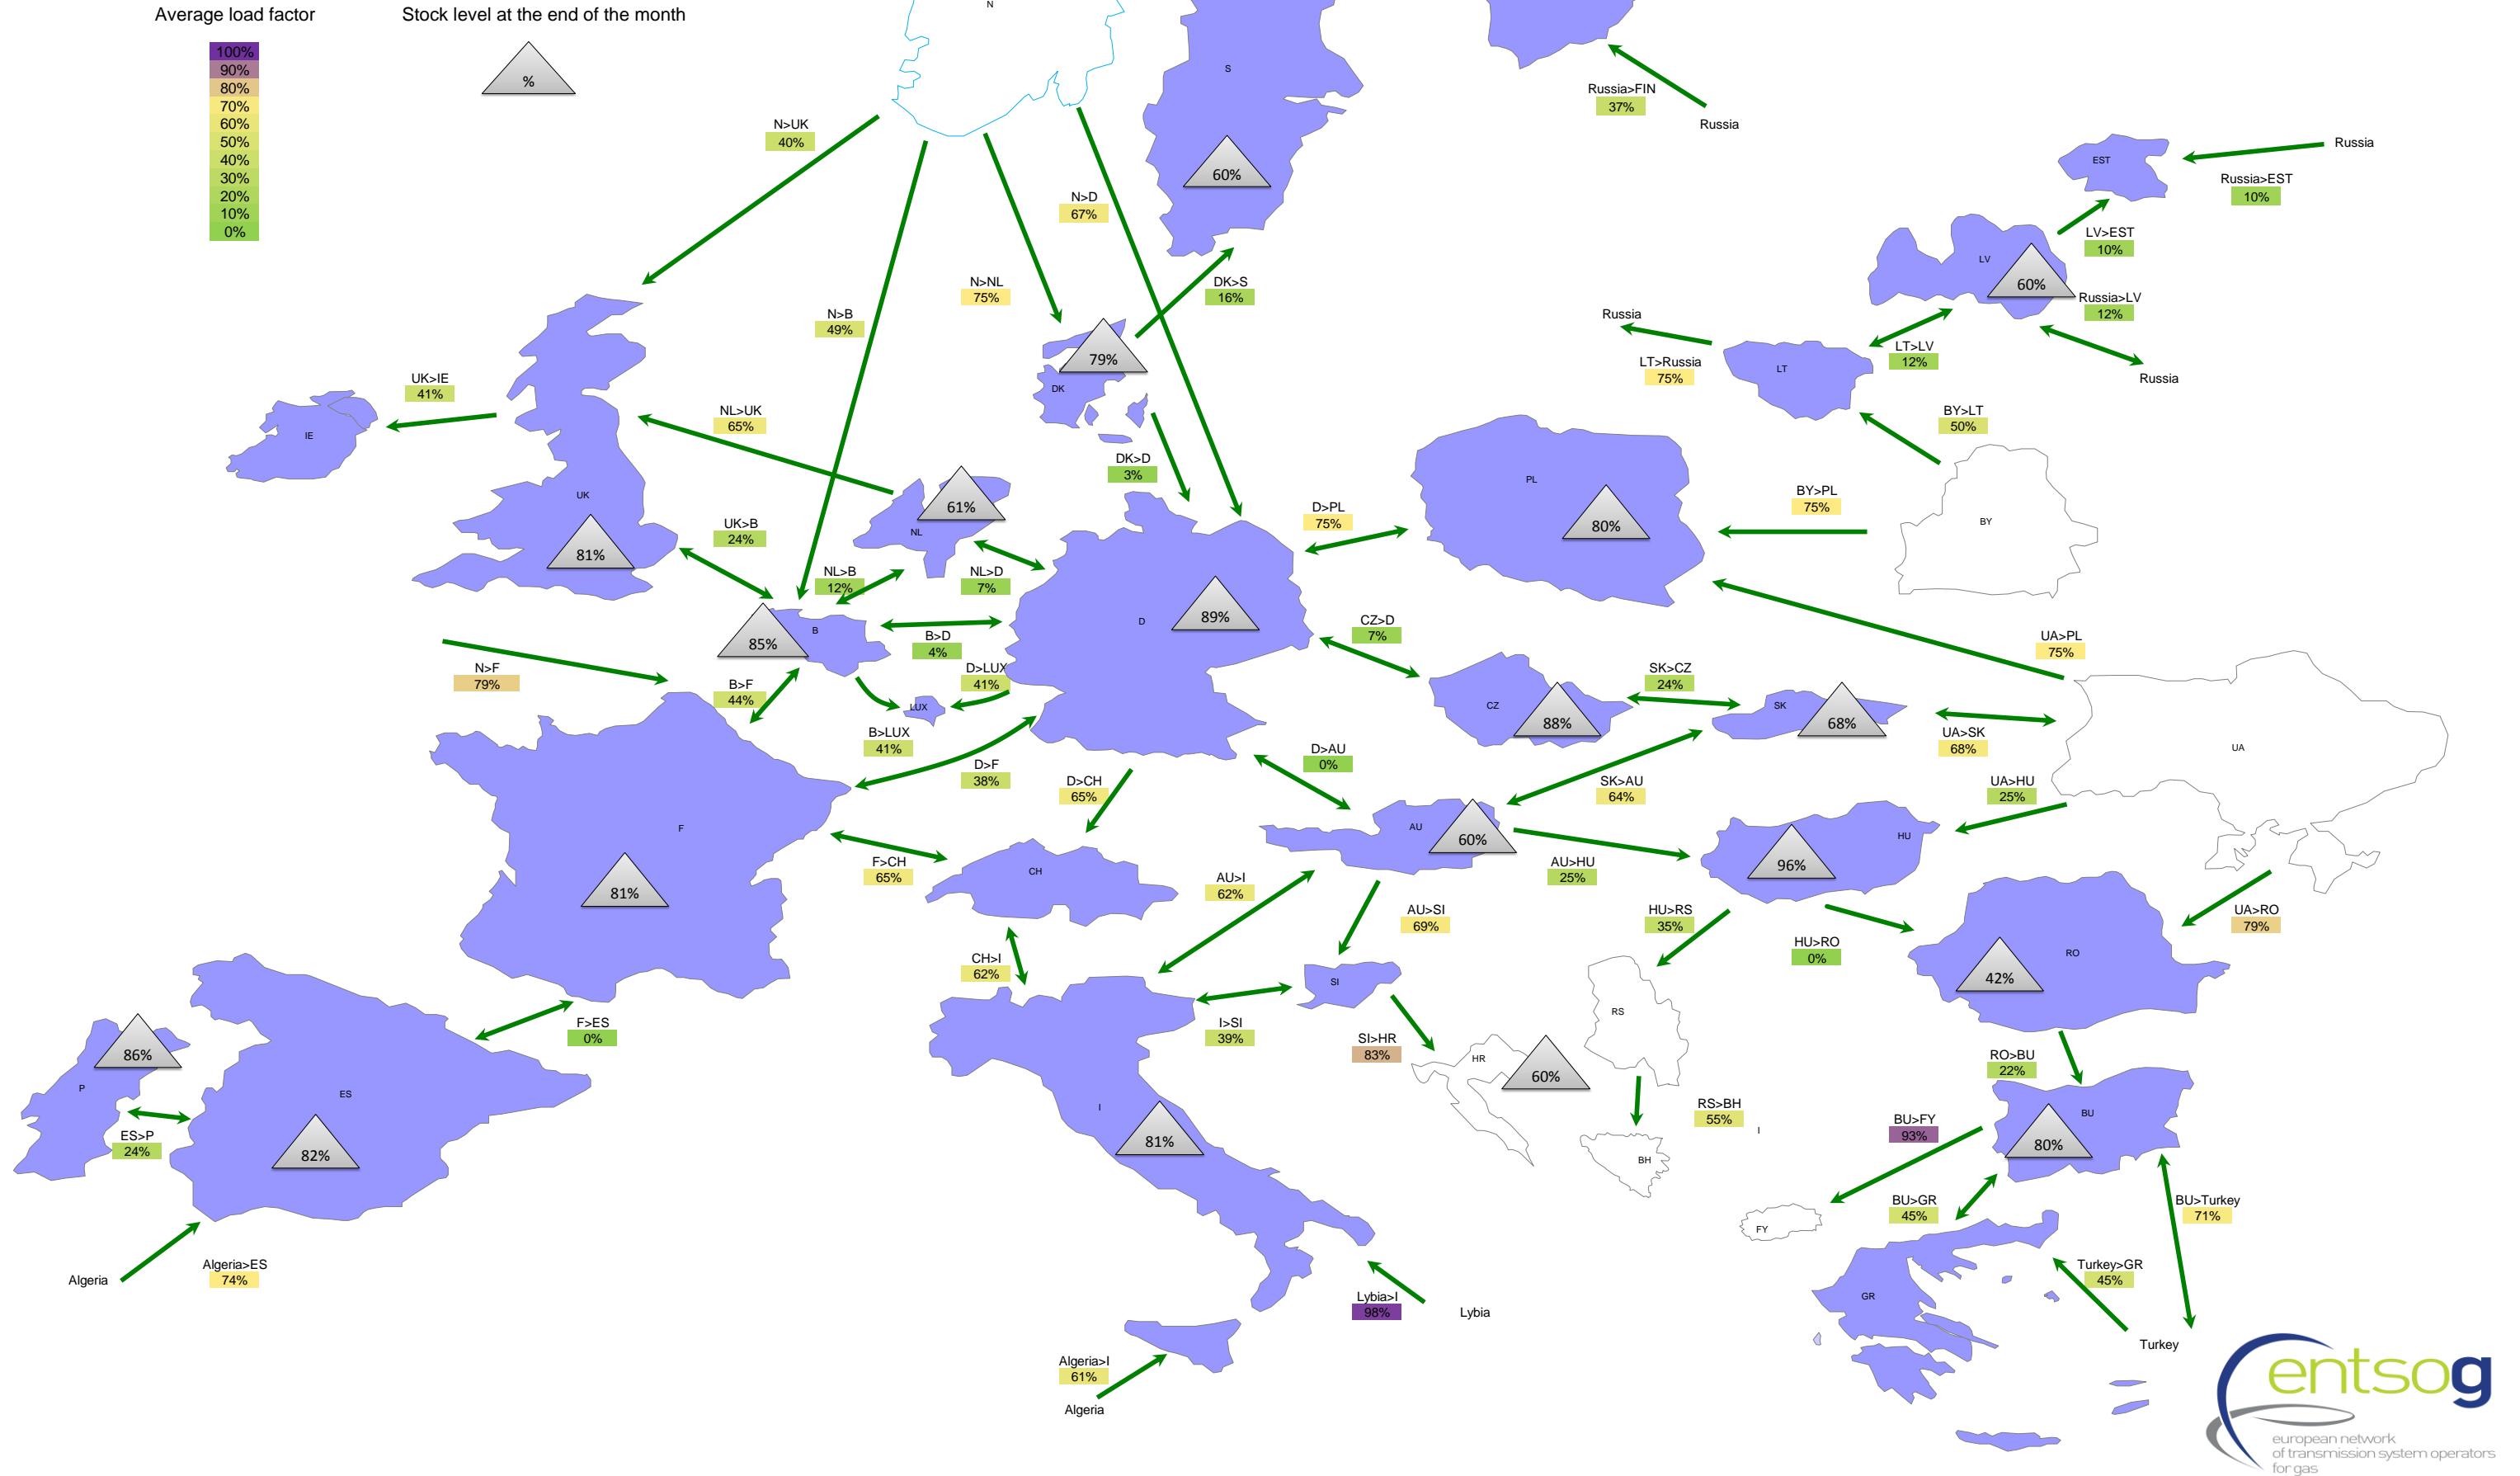 Average load factor
Stock level at the end of the month
100%
90%
80%
70%
60%
50%
40%
30%
20%
10%
0%
%
N
S
Russia>FIN
37%
Russia
N>UK
40%
60%
EST
Russia
Russia>EST
10%
N>D
67%
LV>EST
10%
LV
60%
Russia>LV
12%
N>NL
75%
DK>S
16%
N>B
49%
Russia
79%
LT>Russia
75%
LT
LT>LV
12%
Russia
UK>IE
41%
DK
IE
NL>UK
65%
BY>LT
50%
DK>D
3%
PL
UK
61%
D>PL
75%
BY>PL
75%
80%
BY
NL
UK>B
24%
81%
NL>B
12%
NL>D
7%
89%
D
85%
B
B>D
4%
CZ>D
7%
N>F
79%
D>LUX
41%
SK>CZ
24%
UA>PL
75%
B>F
44%
LUX
CZ
88%
SK
68%
B>LUX
41%
UA>SK
68%
UA
D>F
38%
D>AU
0%
D>CH
65%
SK>AU
64%
UA>HU
25%
F
AU
60%
HU
F>CH
65%
CH
AU>HU
25%
96%
81%
AU>I
62%
AU>SI
69%
HU>RS
35%
UA>RO
79%
HU>RO
0%
RO
CH>I
62%
SI
42%
RS
F>ES
0%
I>SI
39%
SI>HR
83%
HR
60%
86%
P
ES
RO>BU
22%
I
RS>BH
55%
I
BU>FY
93%
BU
80%
ES>P
24%
82%
81%
BH
BU>GR
45%
BU>Turkey
71%
FY
Algeria
Algeria>ES
74%
Turkey>GR
45%
Lybia>I
98%
Lybia
GR
Turkey
Algeria>I
61%
Algeria
entsog
european network
of transmission system operators
for gas